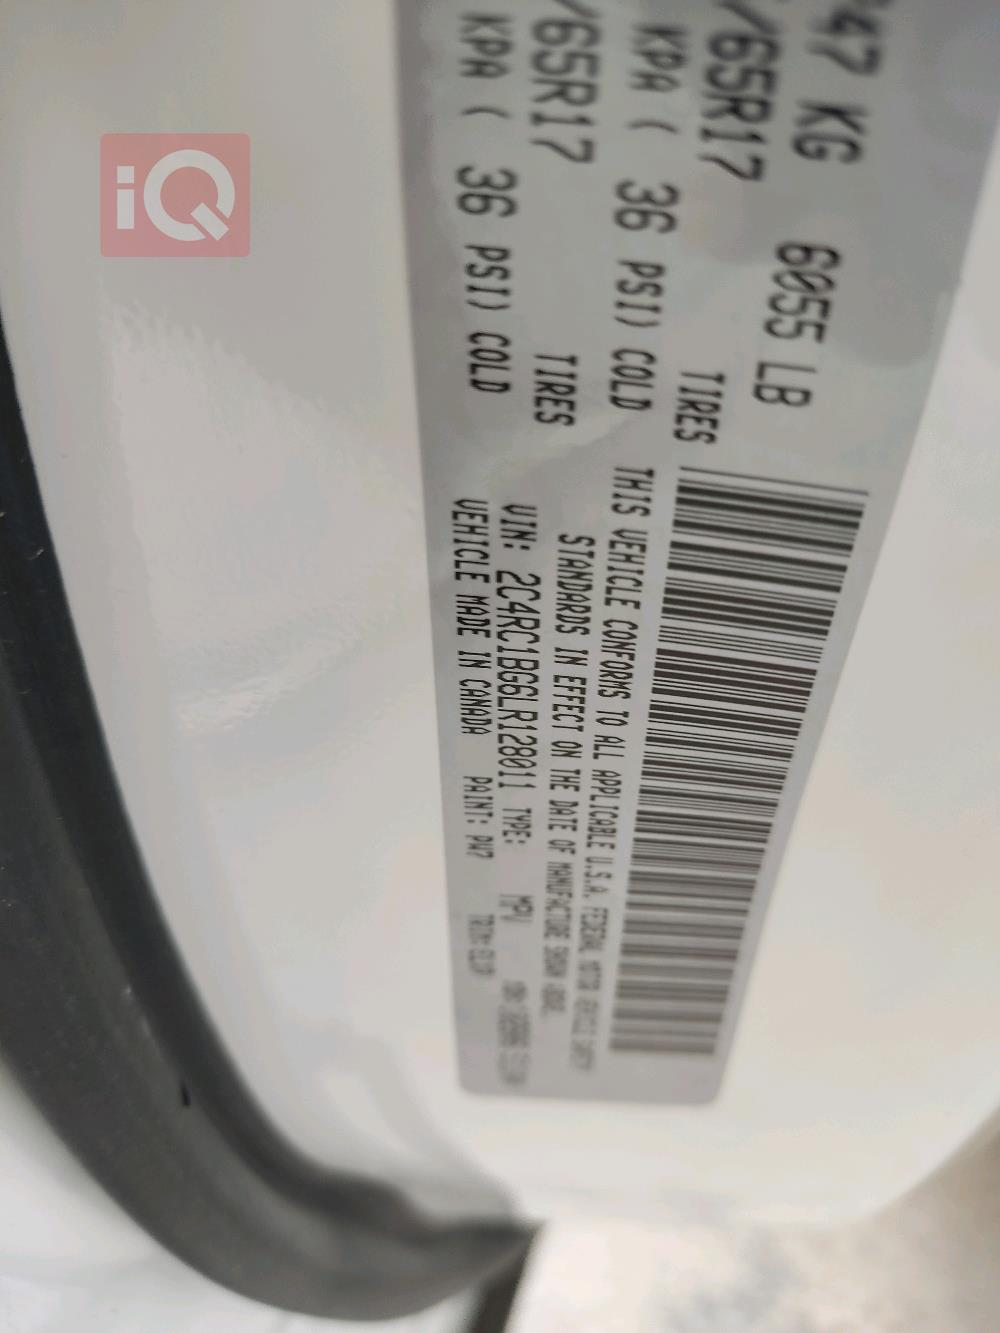 iQ
47 KG 6055 LB
/65R17 TIRES
KPA ( 36 PSI) COLD
/65R17 TIRES
KPA ( 36 PSI) COLD
THIS VEHICLE CONFORMS TO ALL APPLICABLE U.S.A. FEDERAL MOTOR VEHICLE SAFETY
STANDARDS IN EFFECT ON THE DATE OF MANUFACTURE SHOWN ABOVE.
VIN: 2C4RC1BG6LR128011 TYPE: MPV
VEHICLE MADE IN CANADA PAINT: PW7 TRIM: